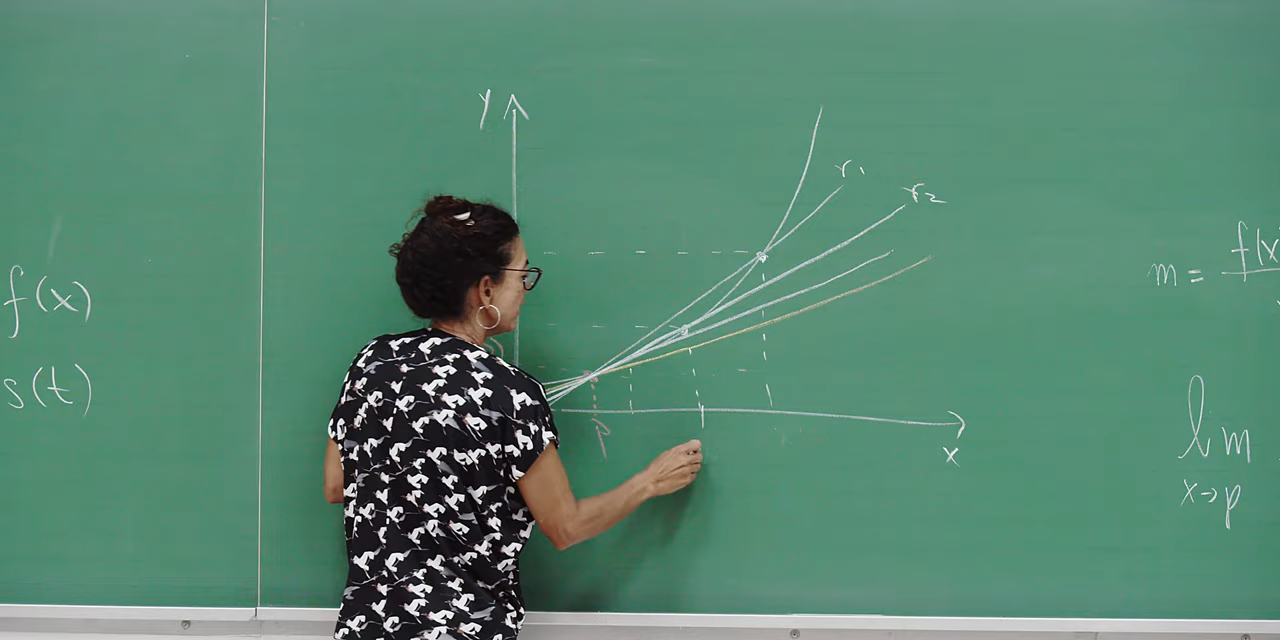 f(x)
s(t)
y
r₁
r₂
x
p
m = f(x
lim
x→p